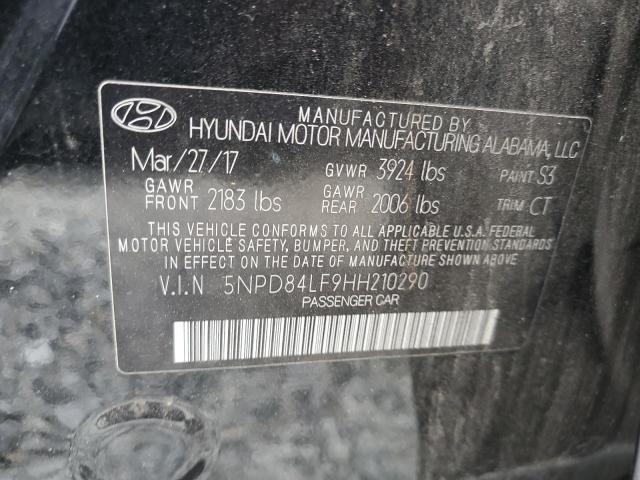 MANUFACTURED BY
HYUNDAI MOTOR MANUFACTURING ALABAMA, LLC
Mar/27/17 GVWR 3924 lbs PAINT S3
GAWR FRONT 2183 lbs GAWR REAR 2006 lbs TRIM CT
THIS VEHICLE CONFORMS TO ALL APPLICABLE U.S. FEDERAL
MOTOR VEHICLE SAFETY, BUMPER, AND THEFT PREVENTION STANDARDS
IN EFFECT ON THE DATE OF MANUFACTURE SHOWN ABOVE.
V.I.N 5NPD84LF9HH210290
PASSENGER CAR